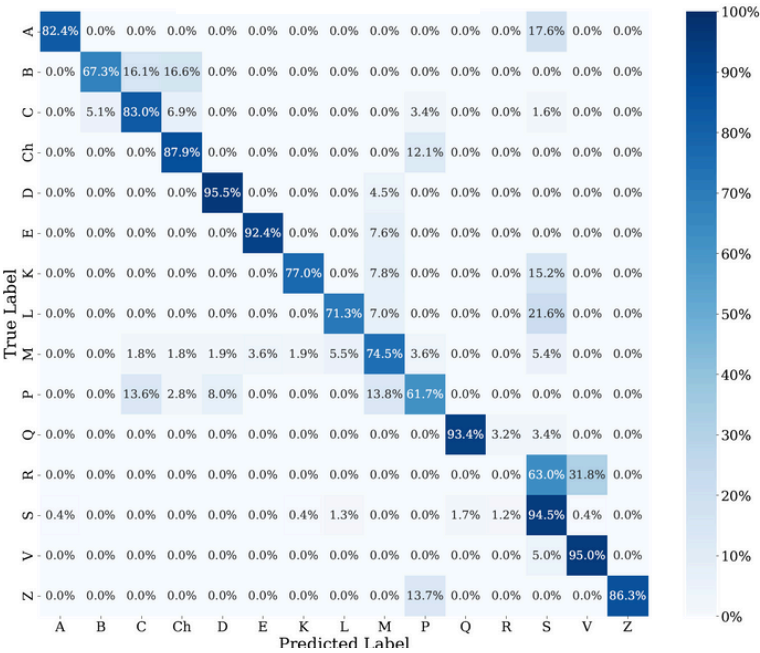 A 82.4% 0.0% 0.0% 0.0% 0.0% 0.0% 0.0% 0.0% 0.0% 0.0% 0.0% 0.0% 17.6% 0.0% 0.0%
B 0.0% 67.3% 16.1% 16.6% 0.0% 0.0% 0.0% 0.0% 0.0% 0.0% 0.0% 0.0% 0.0% 0.0% 0.0%
C 0.0% 5.1% 83.0% 6.9% 0.0% 0.0% 0.0% 0.0% 0.0% 3.4% 0.0% 0.0% 1.6% 0.0% 0.0%
Ch 0.0% 0.0% 0.0% 87.9% 0.0% 0.0% 0.0% 0.0% 0.0% 12.1% 0.0% 0.0% 0.0% 0.0% 0.0%
D 0.0% 0.0% 0.0% 0.0% 95.5% 0.0% 0.0% 0.0% 4.5% 0.0% 0.0% 0.0% 0.0% 0.0% 0.0%
E 0.0% 0.0% 0.0% 0.0% 0.0% 92.4% 0.0% 0.0% 7.6% 0.0% 0.0% 0.0% 0.0% 0.0% 0.0%
K 0.0% 0.0% 0.0% 0.0% 0.0% 0.0% 77.0% 0.0% 7.8% 0.0% 0.0% 0.0% 15.2% 0.0% 0.0%
L 0.0% 0.0% 0.0% 0.0% 0.0% 0.0% 0.0% 71.3% 7.0% 0.0% 0.0% 0.0% 21.6% 0.0% 0.0%
M 0.0% 0.0% 1.8% 1.8% 1.9% 3.6% 1.9% 5.5% 74.5% 3.6% 0.0% 0.0% 5.4% 0.0% 0.0%
P 0.0% 0.0% 13.6% 2.8% 8.0% 0.0% 0.0% 0.0% 13.8% 61.7% 0.0% 0.0% 0.0% 0.0% 0.0%
Q 0.0% 0.0% 0.0% 0.0% 0.0% 0.0% 0.0% 0.0% 0.0% 0.0% 93.4% 3.2% 3.4% 0.0% 0.0%
R 0.0% 0.0% 0.0% 0.0% 0.0% 0.0% 0.0% 0.0% 0.0% 0.0% 0.0% 0.0% 63.0% 31.8% 0.0%
S 0.4% 0.0% 0.0% 0.0% 0.0% 0.0% 0.4% 1.3% 0.0% 0.0% 1.7% 1.2% 94.5% 0.4% 0.0%
V 0.0% 0.0% 0.0% 0.0% 0.0% 0.0% 0.0% 0.0% 0.0% 0.0% 0.0% 0.0% 5.0% 95.0% 0.0%
Z 0.0% 0.0% 0.0% 0.0% 0.0% 0.0% 0.0% 0.0% 0.0% 13.7% 0.0% 0.0% 0.0% 0.0% 86.3%
A B C Ch D E K L M P Q R S V Z
Predicted Label
True Label
100%
90%
80%
70%
60%
50%
40%
30%
20%
10%
0%